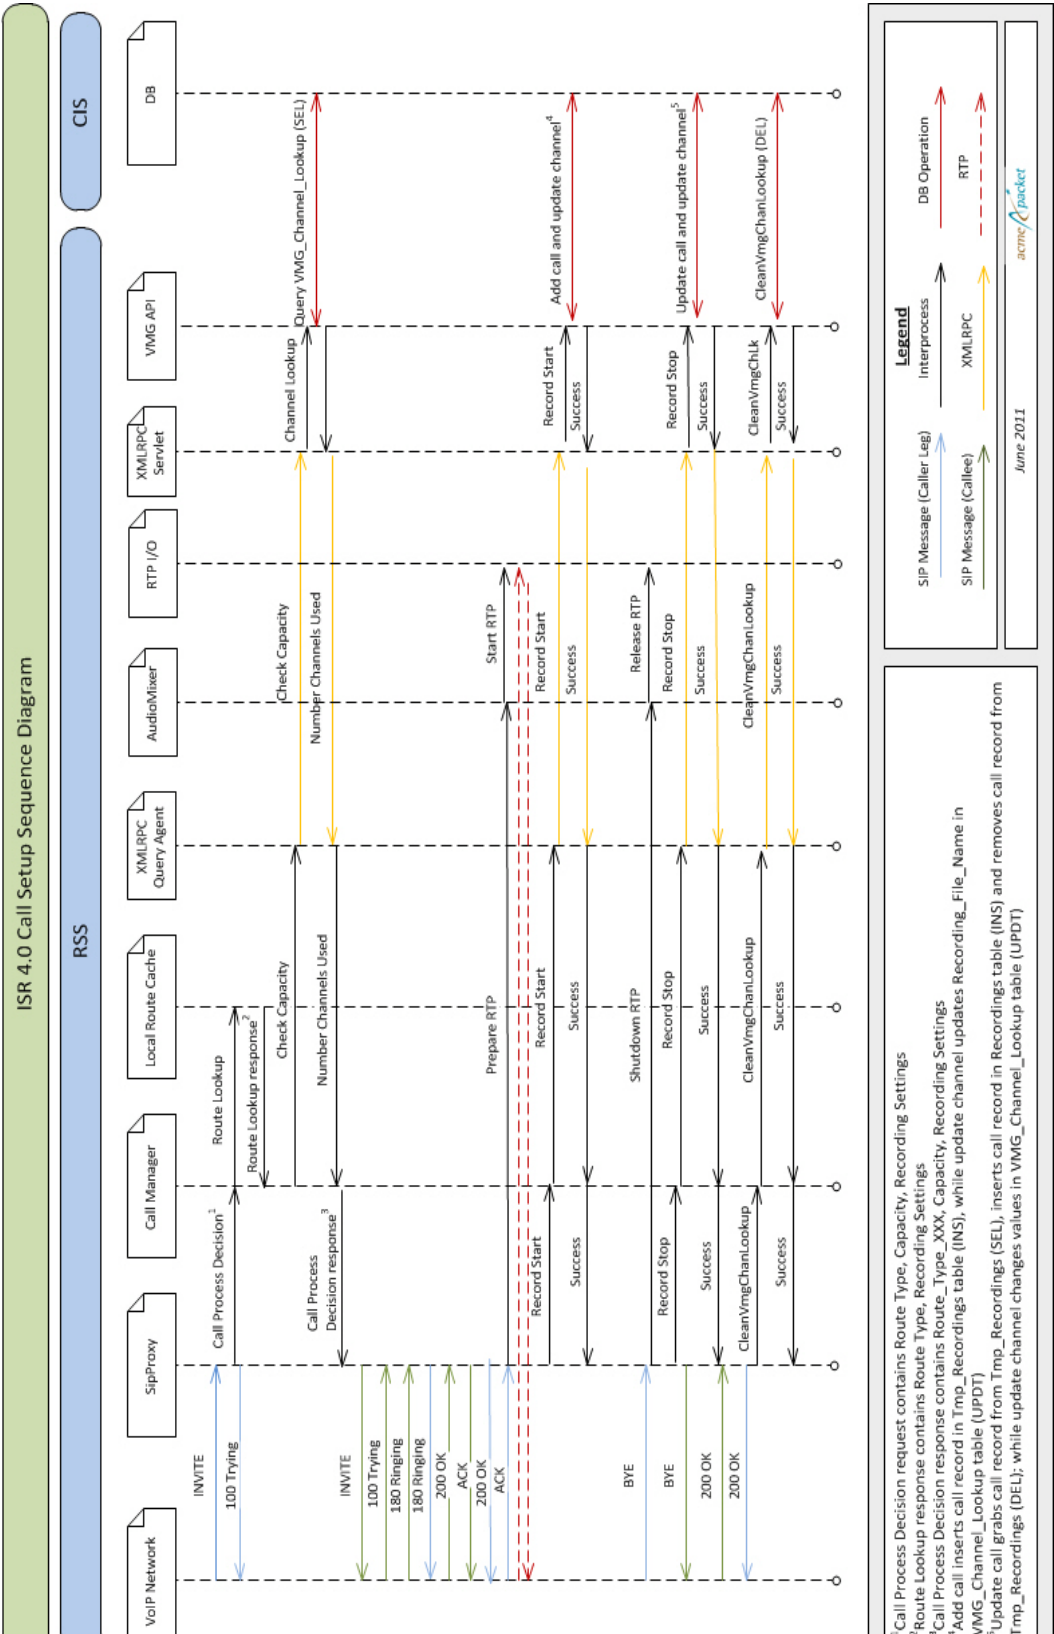 ISR 4.0 Call Setup Sequence Diagram
RSS
CIS
VoIP Network
SipProxy
Call Manager
Local Route Cache
XMLRPC
Query Agent
AudioMixer
RTP I/O
XMLRPC
Servlet
VMG API
DB
INVITE
100 Trying
Call Process Decision1
Route Lookup
Route Lookup response2
Check Capacity
Check Capacity
Channel Lookup
Query VMG_Channel_Lookup (SEL)
Number Channels Used
Number Channels Used
Call Process
Decision response3
INVITE
100 Trying
180 Ringing
180 Ringing
200 OK
ACK
200 OK
ACK
Prepare RTP
Start RTP
Record Start
Record Start
Record Start
Record Start
Add call and update channel4
Success
Success
Success
Success
BYE
Shutdown RTP
Release RTP
BYE
Record Stop
Record Stop
Record Stop
Record Stop
Update call and update channel5
200 OK
Success
Success
Success
Success
200 OK
CleanVmgChanLookup
CleanVmgChanLookup
CleanVmgChanLookup
CleanVmgChLk
CleanVmgChanLookup (DEL)
Success
Success
Success
Success
1Call Process Decision request contains Route Type, Capacity, Recording Settings
2Route Lookup response contains Route Type, Recording Settings
3Call Process Decision response contains Route_Type_XXX, Capacity, Recording Settings
4Add call inserts call record in Tmp_Recordings table (INS), while update channel updates Recording_File_Name in
VMG_Channel_Lookup table (UPDT)
5Update call grabs call record from Tmp_Recordings (SEL), inserts call record in Recordings table (INS) and removes call record from
Tmp_Recordings (DEL); while update channel changes values in VMG_Channel_Lookup table (UPDT)
Legend
SIP Message (Caller Leg)
Interprocess
DB Operation
SIP Message (Callee)
XMLRPC
RTP
June 2011
acme packet